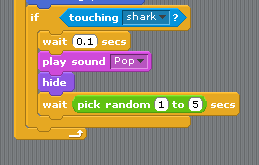 if touching shark ?
wait 0.1 secs
play sound Pop
hide
wait pick random 1 to 5 secs